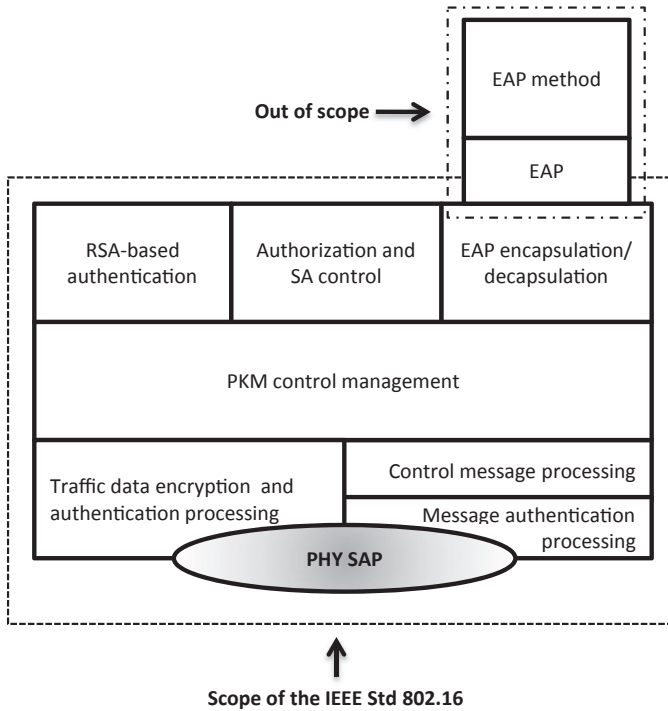 EAP method
Out of scope
EAP
RSA-based
authentication
Authorization and
SA control
EAP encapsulation/
decapsulation
PKM control management
Traffic data encryption and
authentication processing
Control message processing
Message authentication
processing
PHY SAP
Scope of the IEEE Std 802.16